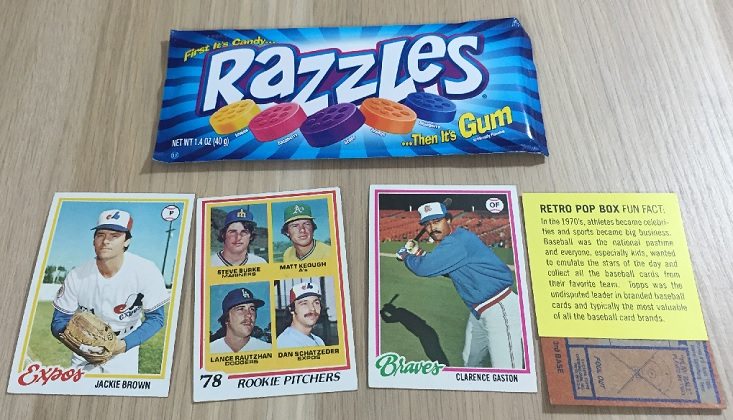 First It's Candy...
RAZZLES
...Then It's Gum
NET WT 1.4 OZ (40 g)
P
Expos
JACKIE BROWN
STEVE BURKE
MARINERS
MATT KEOUGH
A's
LANCE RAUTZHAN
DODGERS
DAN SCHATZEDER
EXPOS
'78 ROOKIE PITCHERS
OF
Braves
CLARENCE GASTON
RETRO POP BOX FUN FACT:
In the 1970's, athletes became celebri-
ties and sports became big business.
Baseball was the national pastime
and everyone, especially kids, wanted
to emulate the stars of the day and
collect all the baseball cards from
their favorite team. Topps was the
undisputed leader in branded baseball
cards and typically the most valuable
of all the baseball card brands.
3rd BASE
FOUL OUT